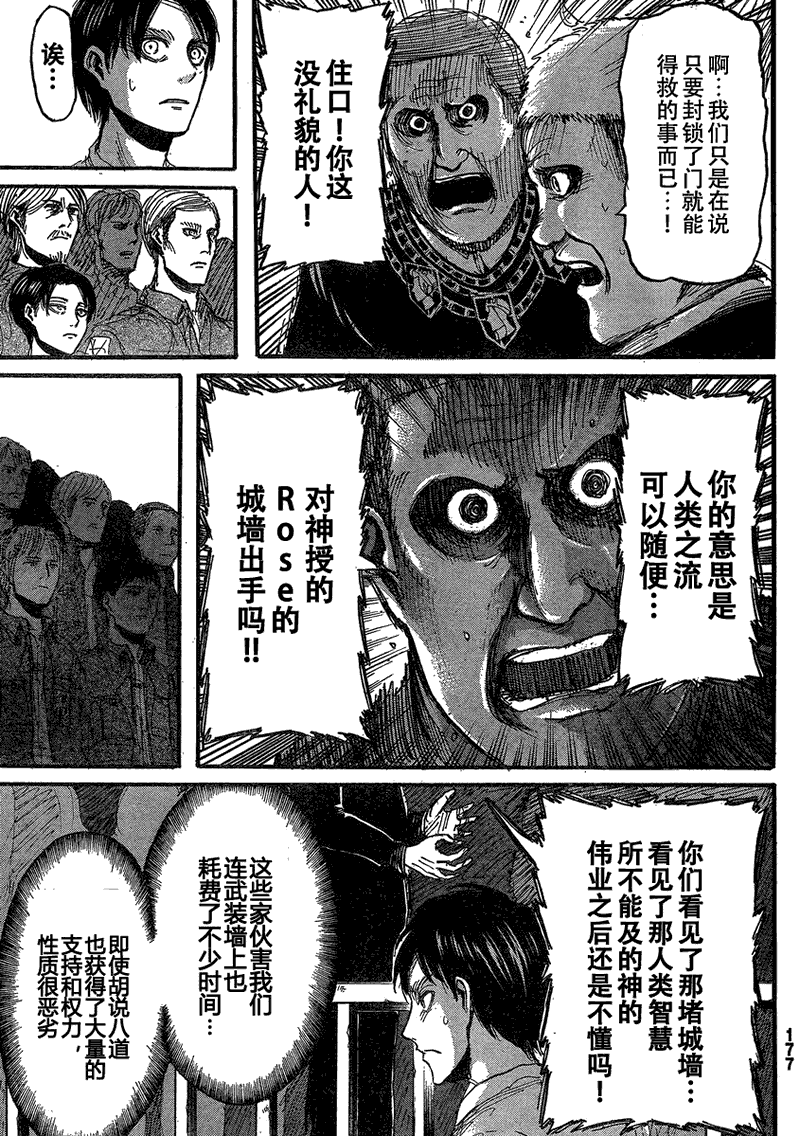 啊…我们只是在说
只要封锁了门就能
得救的事而已…！
住口！你这
没礼貌的人！
诶…
你的意思是
人类之流
可以随便…
对神授的
Rose的
城墙出手吗!!
你们看见了那堵城墙…
看见了那人类智慧
所不能及的神的
伟业之后还是不懂吗！
这些家伙害我们
连武装墙上也
耗费了不少时间…
即使胡说八道
也获得了大量的
支持和权力，
性质很恶劣
177